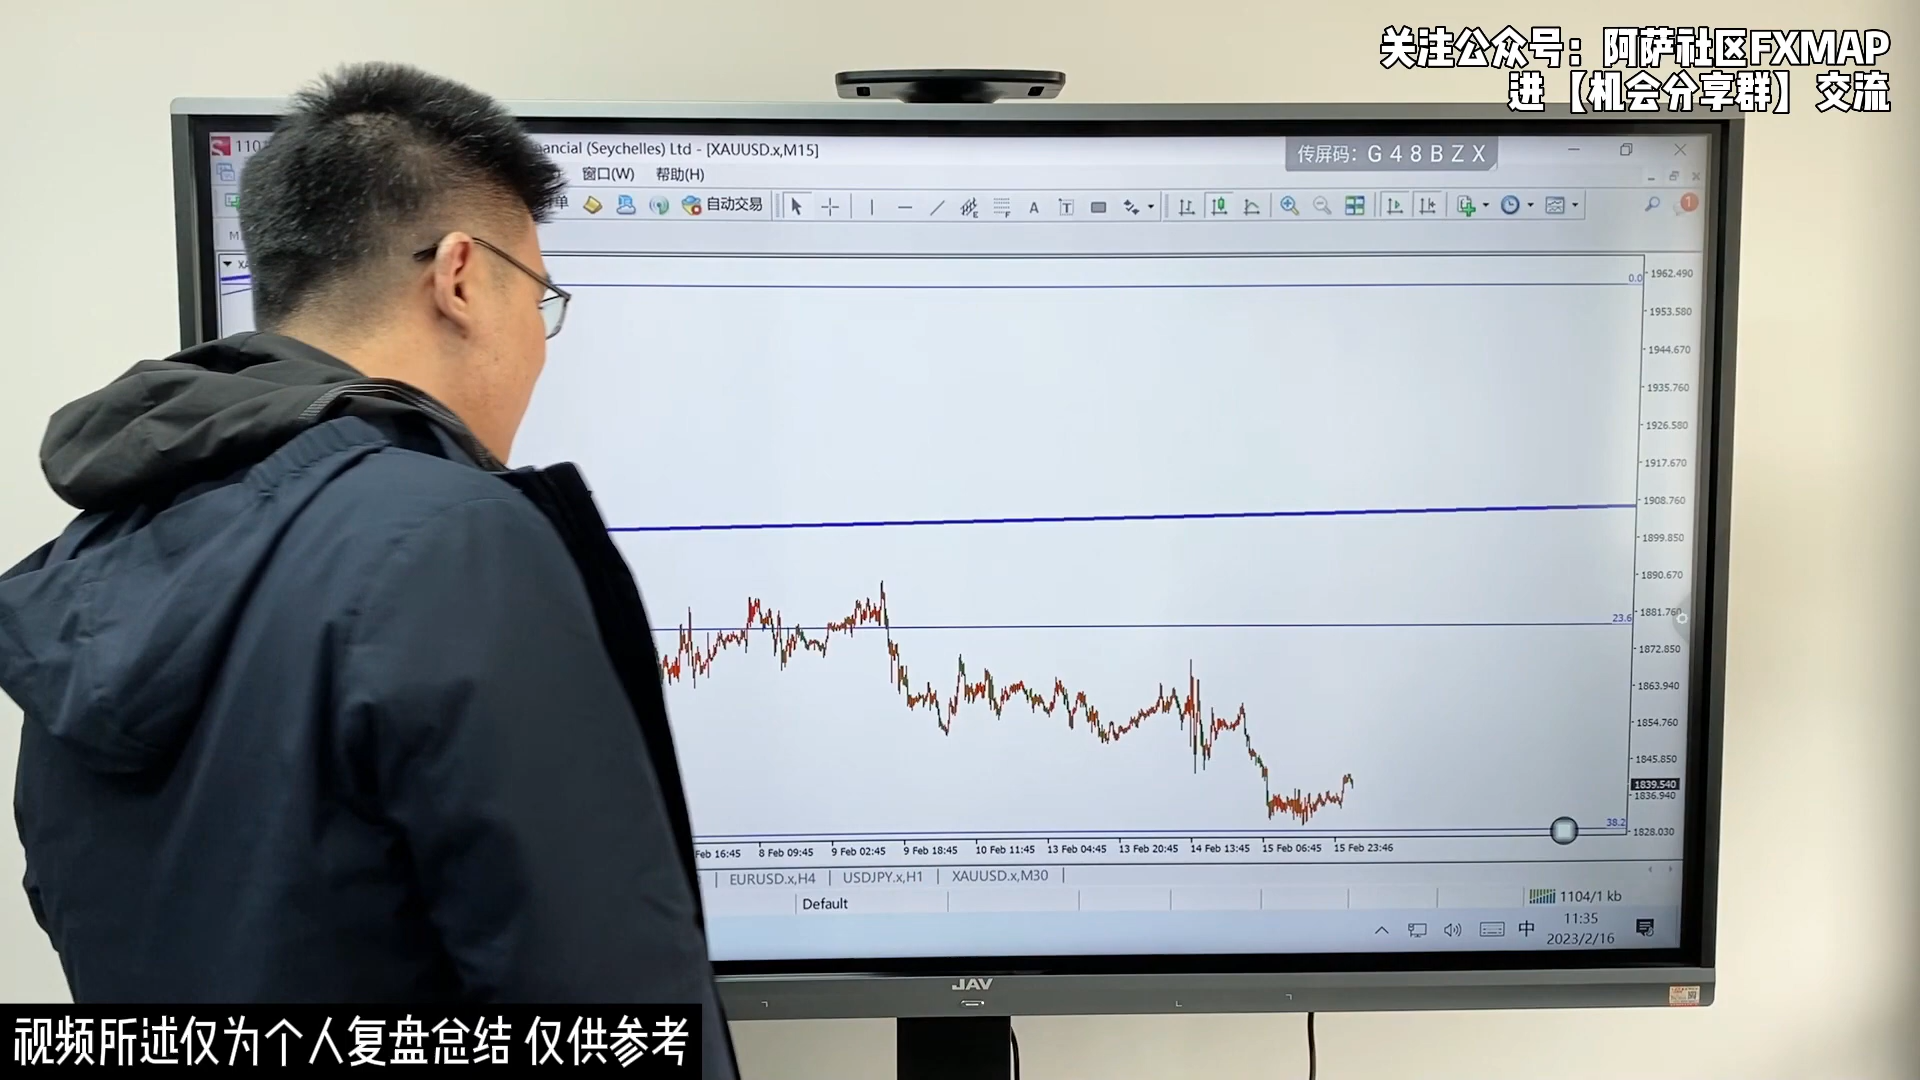 关注公众号：阿萨社区FXMAP
进【机会分享群】 交流
110
ancial (Seychelles) Ltd - [XAUUSD.x,M15]
传屏码：G48BZX
窗口(W) 帮助(H)
单 自动交易
A T
1
M
XA
0.0
1962.490
1953.580
1944.670
1935.760
1926.580
1917.670
1908.760
1899.850
1890.670
1881.760
23.6
1872.850
1863.940
1854.760
1845.850
1839.540
1836.940
38.2
1828.030
Feb 16:45 8 Feb 09:45 9 Feb 02:45 9 Feb 18:45 10 Feb 11:45 13 Feb 04:45 13 Feb 20:45 14 Feb 13:45 15 Feb 06:45 15 Feb 23:46
EURUSD.x,H4 USDJPY.x,H1 XAUUSD.x,M30
Default 1104/1 kb
中 11:35
2023/2/16
JAV
视频所述仅为个人复盘总结 仅供参考